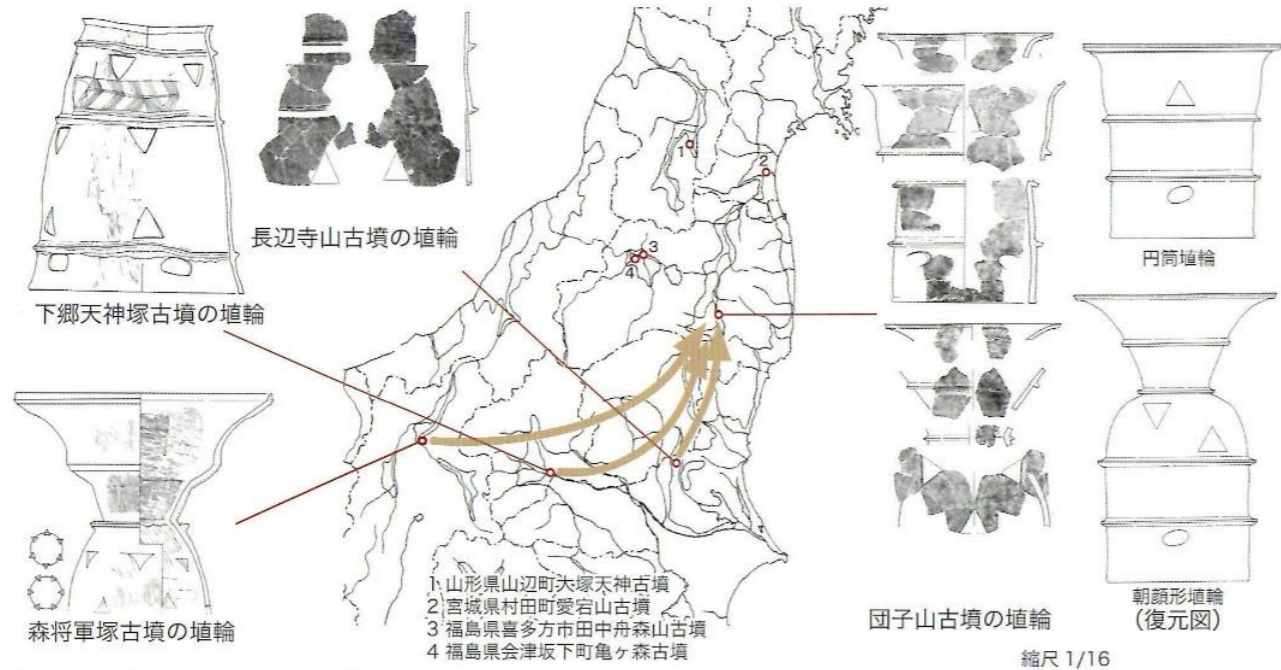 長辺寺山古墳の埴輪
下郷天神塚古墳の埴輪
森将軍塚古墳の埴輪
1
2
3
4
1 山形県山辺町大塚天神古墳
2 宮城県村田町愛宕山古墳
3 福島県喜多方市田中舟森山古墳
4 福島県会津坂下町亀ヶ森古墳
団子山古墳の埴輪
円筒埴輪
朝顔形埴輪
(復元図)
縮尺 1/16